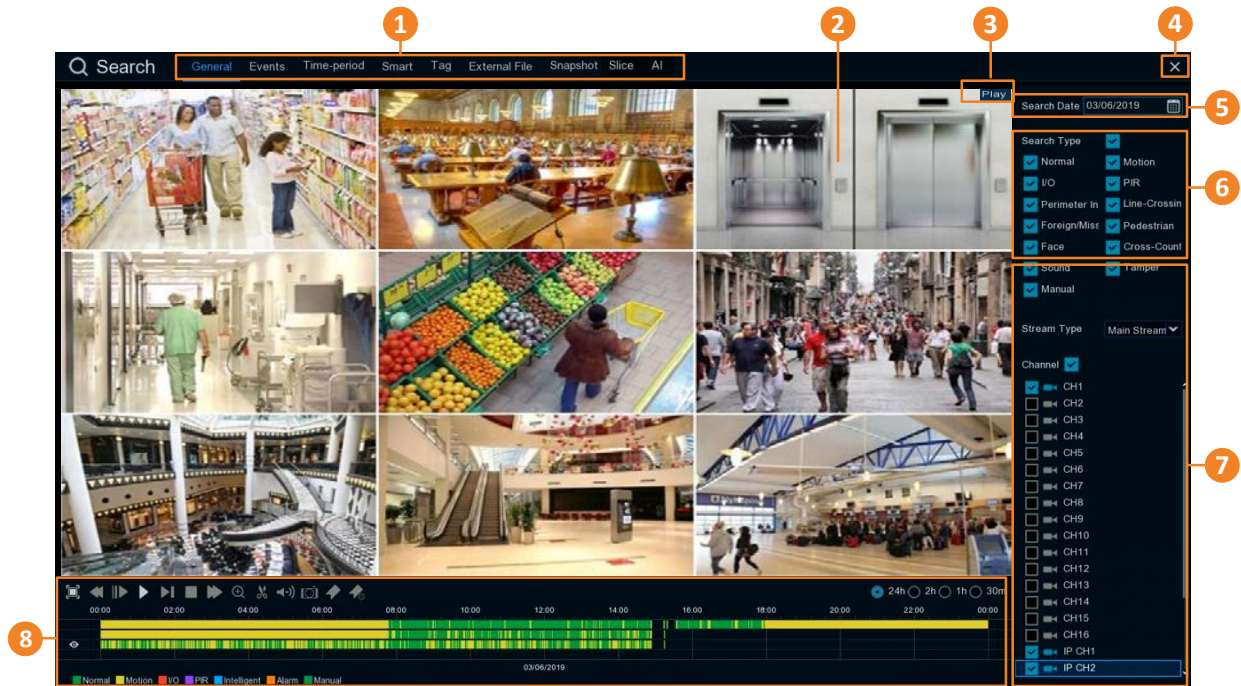 1
2
3
4
Search
General Events Time-period Smart Tag External File Snapshot Slice AI
Play
Search Date 03/06/2019
5
Search Type
Normal Motion
I/O PIR
6
Perimeter In Line-Crossin
Foreign/Miss Pedestrian
Face Cross-Count
Sound Tamper
Manual
Stream Type Main Stream
Channel
CH1
CH2
CH3
CH4
CH5
CH6
7
CH7
CH8
CH9
CH10
CH11
CH12
CH13
CH14
CH15
CH16
IP CH1
IP CH2
24h 2h 1h 30m
00:00 02:00 04:00 06:00 08:00 10:00 12:00 14:00 16:00 18:00 20:00 22:00 00:00
8
03/06/2019
Normal Motion I/O PIR Intelligent Alarm Manual